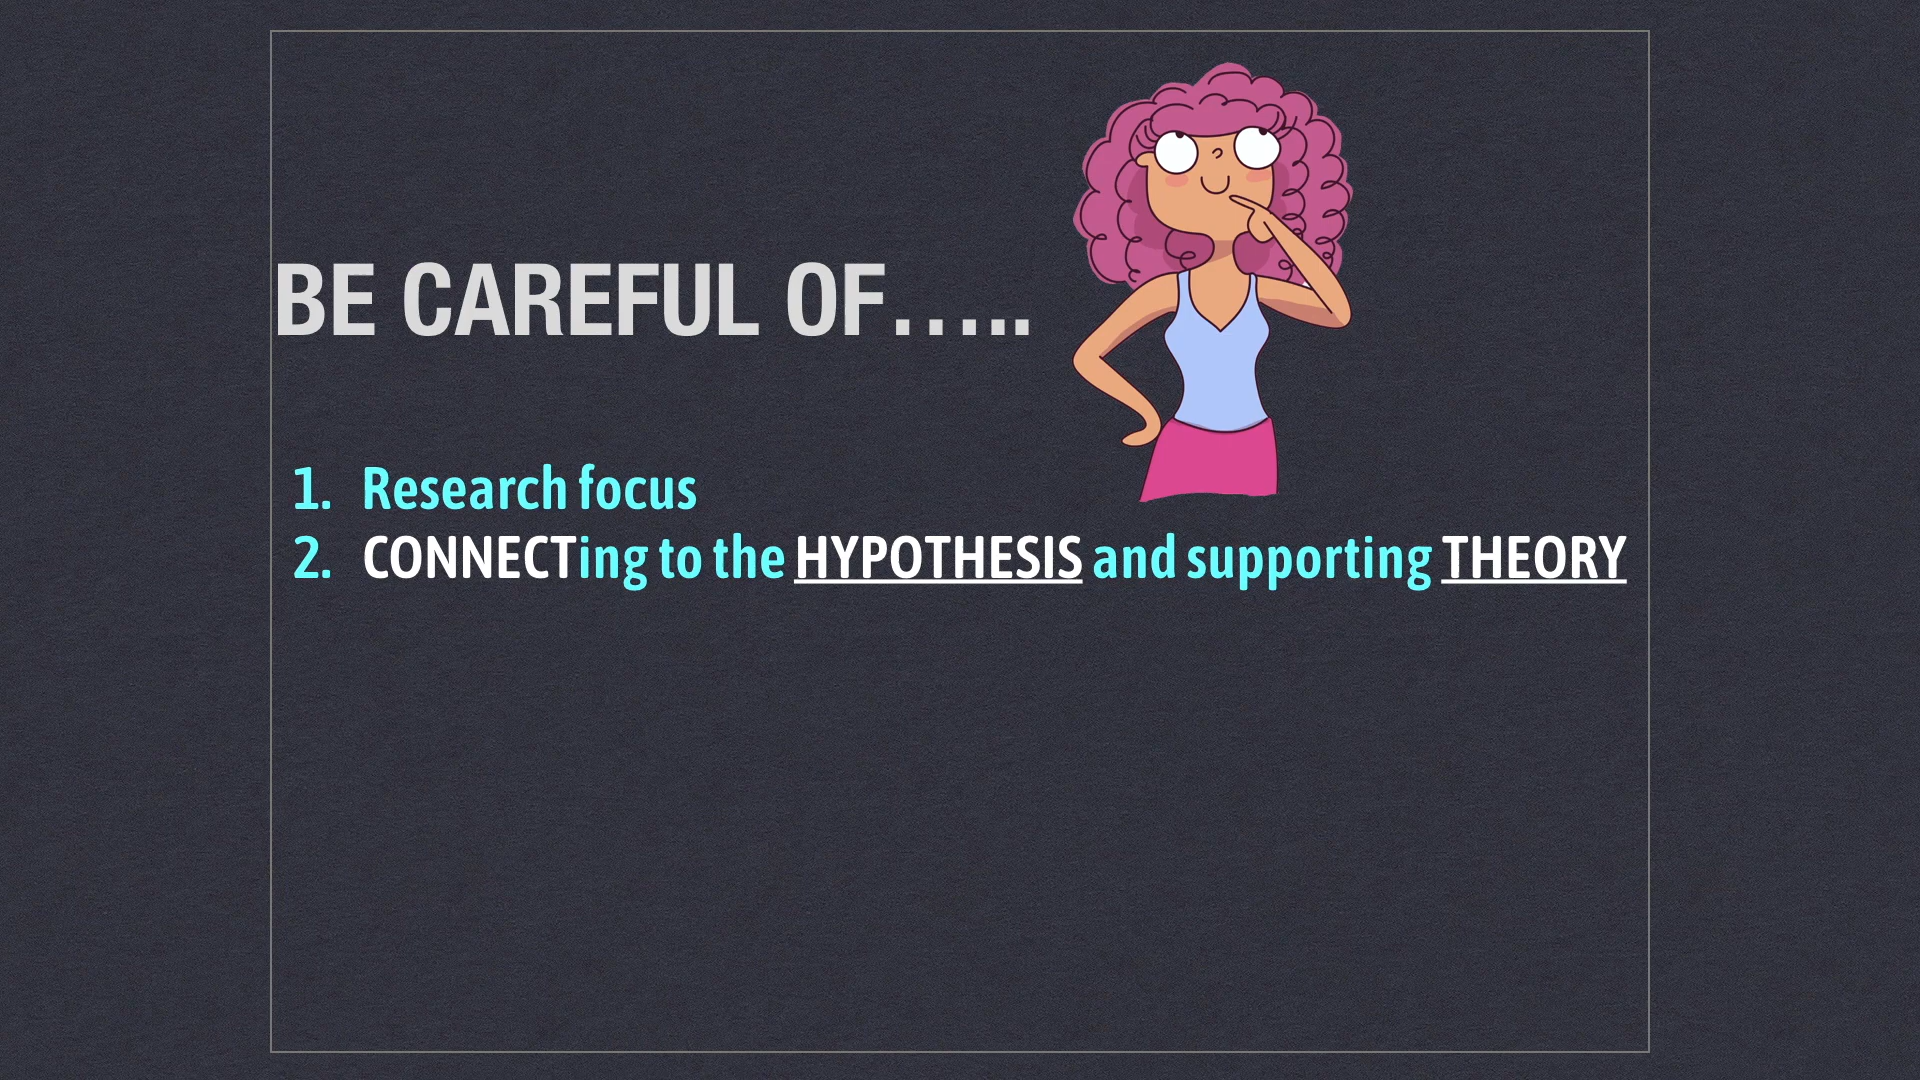 BE CAREFUL OF…..
1. Research focus
2. CONNECTing to the HYPOTHESIS and supporting THEORY